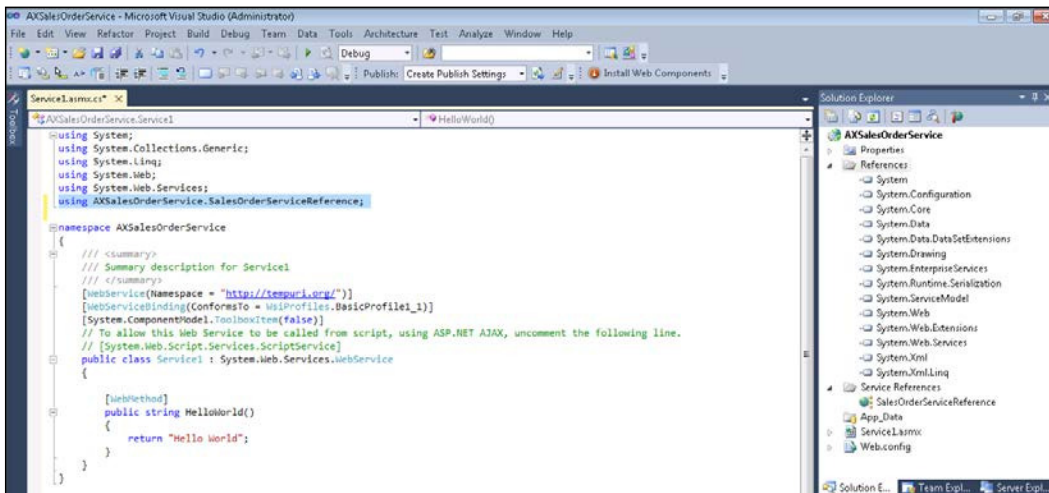 AXSalesOrderService - Microsoft Visual Studio (Administrator)
File Edit View Refactor Project Build Debug Team Data Tools Architecture Test Analyze Window Help
Debug
Publish: Create Publish Settings Install Web Components
Toolbox
Service1.asmx.cs*
AXSalesOrderService.Service1 HelloWorld()
using System;
using System.Collections.Generic;
using System.Linq;
using System.Web;
using System.Web.Services;
using AXSalesOrderService.SalesOrderServiceReference;
namespace AXSalesOrderService
{
/// <summary>
/// Summary description for Service1
/// </summary>
[WebService(Namespace = "http://tempuri.org/")]
[WebServiceBinding(ConformsTo = WsiProfiles.BasicProfile1_1)]
[System.ComponentModel.ToolboxItem(false)]
// To allow this Web Service to be called from script, using ASP.NET AJAX, uncomment the following line.
// [System.Web.Script.Services.ScriptService]
public class Service1 : System.Web.Services.WebService
{
[WebMethod]
public string HelloWorld()
{
return "Hello World";
}
}
}
Solution Explorer
AXSalesOrderService
Properties
References
System
System.Configuration
System.Core
System.Data
System.Data.DataSetExtensions
System.Drawing
System.EnterpriseServices
System.Runtime.Serialization
System.ServiceModel
System.Web
System.Web.Extensions
System.Web.Services
System.Xml
System.Xml.Linq
Service References
SalesOrderServiceReference
App_Data
Service1.asmx
Web.config
Solution E... Team Expl... Server Expl...